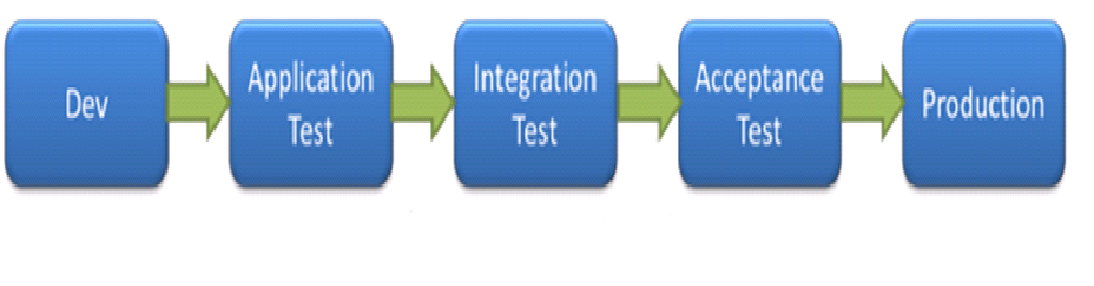 Dev
Application
Test
Integration
Test
Acceptance
Test
Production